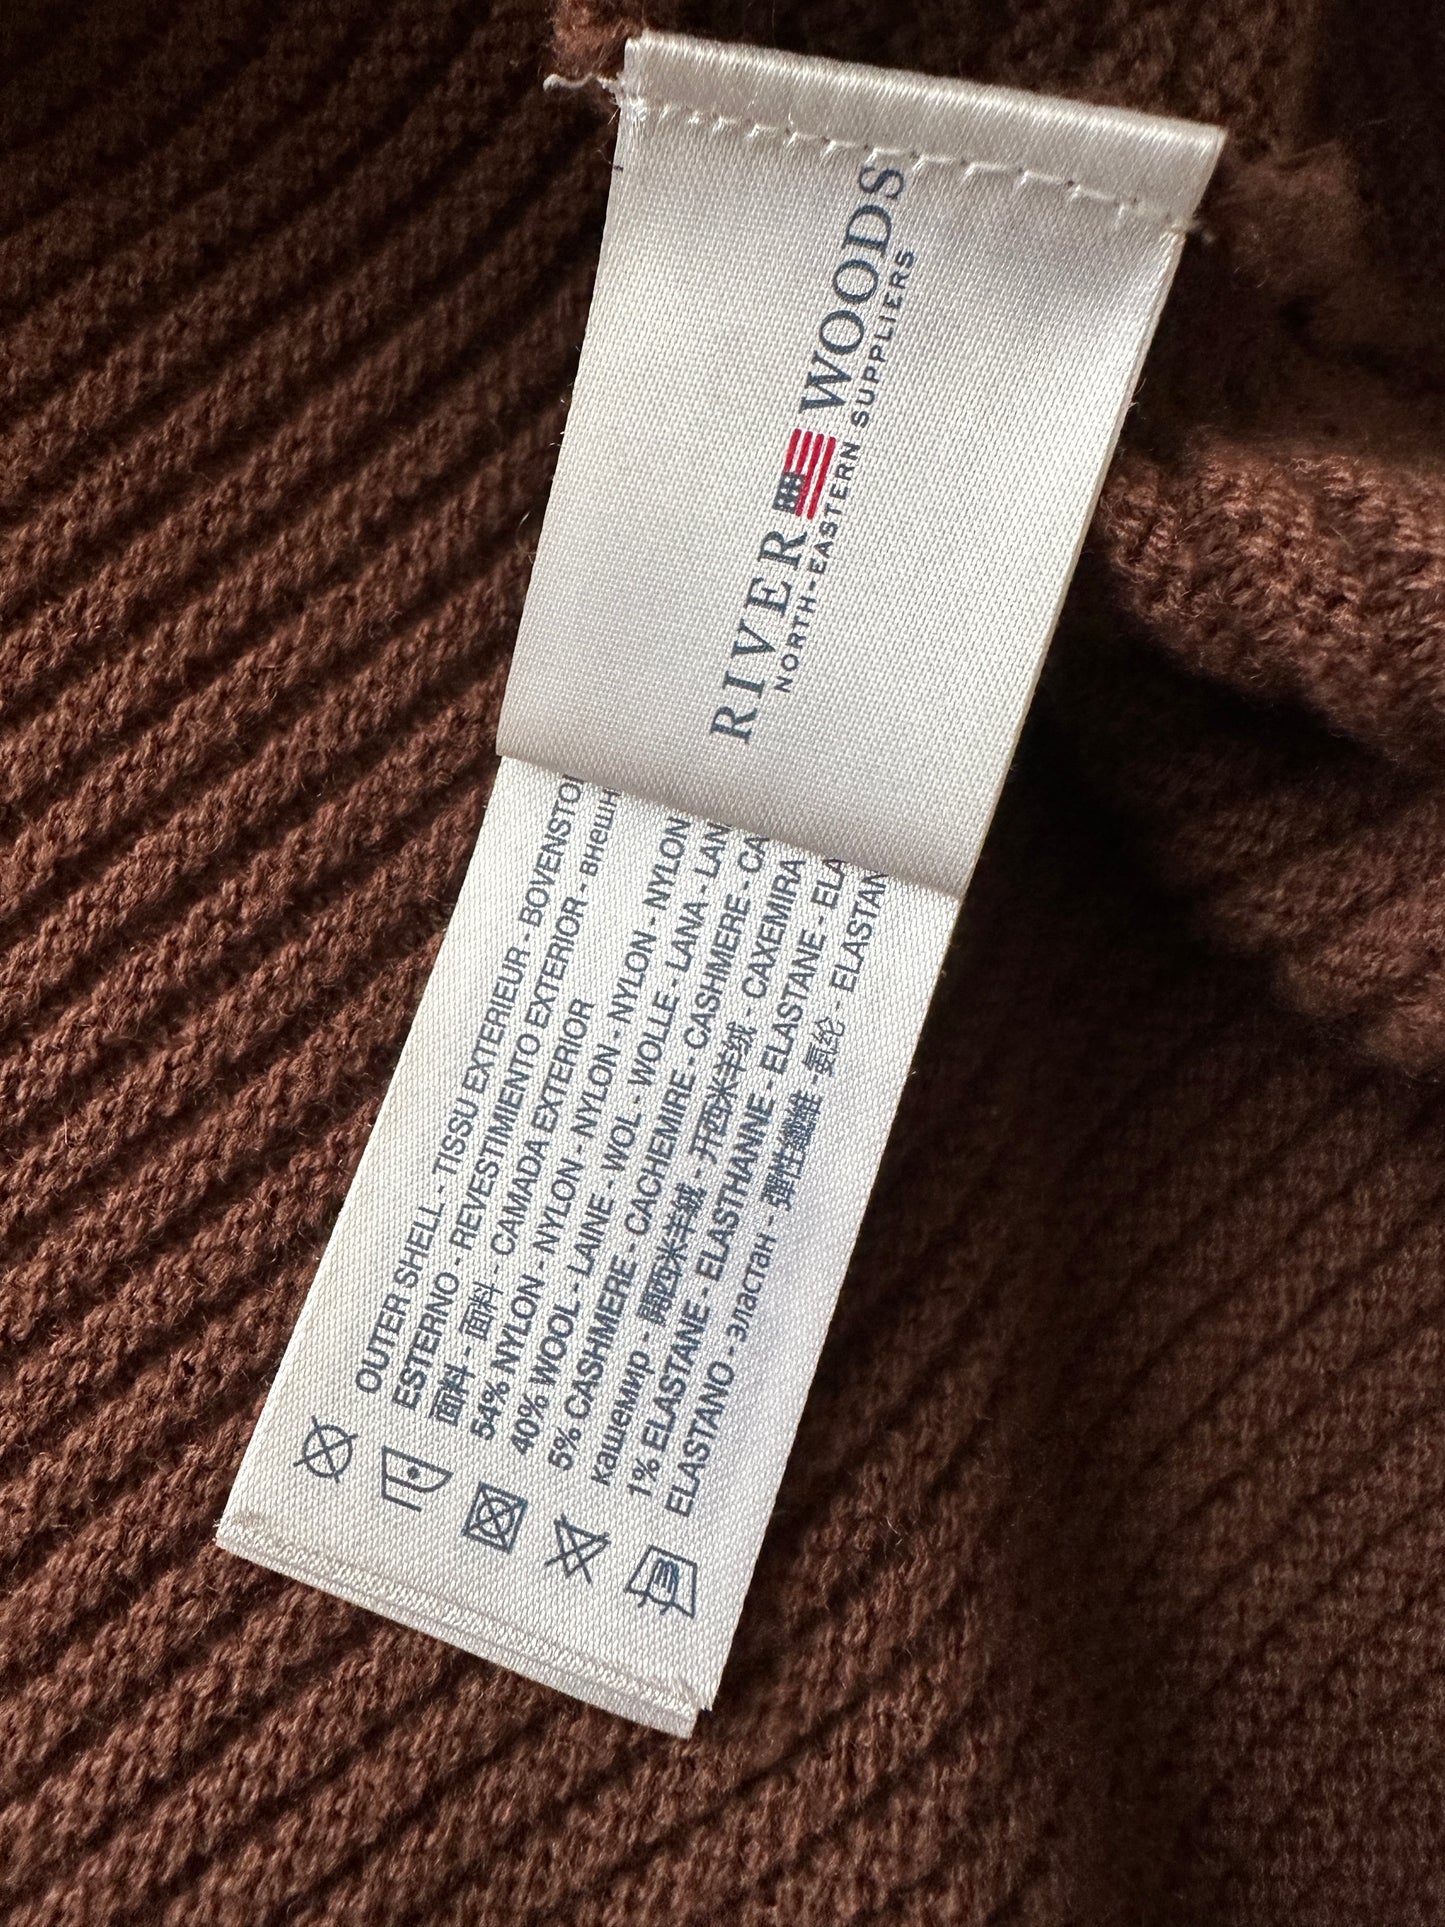 RIVER WOODS
NORTH-EASTERN SUPPLIERS
OUTER SHELL - TISSU EXTERIEUR - BOVENSTO
ESTERNO - REVESTIMIENTO EXTERIOR - внешн
面料 - 面料 - CAMADA EXTERIOR
54% NYLON - NYLON - NYLON - NYLON - NYLON
40% WOOL - LAINE - WOL - WOLLE - LANA - LAN
5% CASHMERE - CACHEMIRE - CASHMERE - CA
кашемир - 開西米羊绒 - 开西米羊绒 - CAXEMIRA
1% ELASTANE - ELASTHANNE - ELASTANE - ELA
ELASTANO - Эластан - 彈性纖維 - 氨纶 - ELASTAN